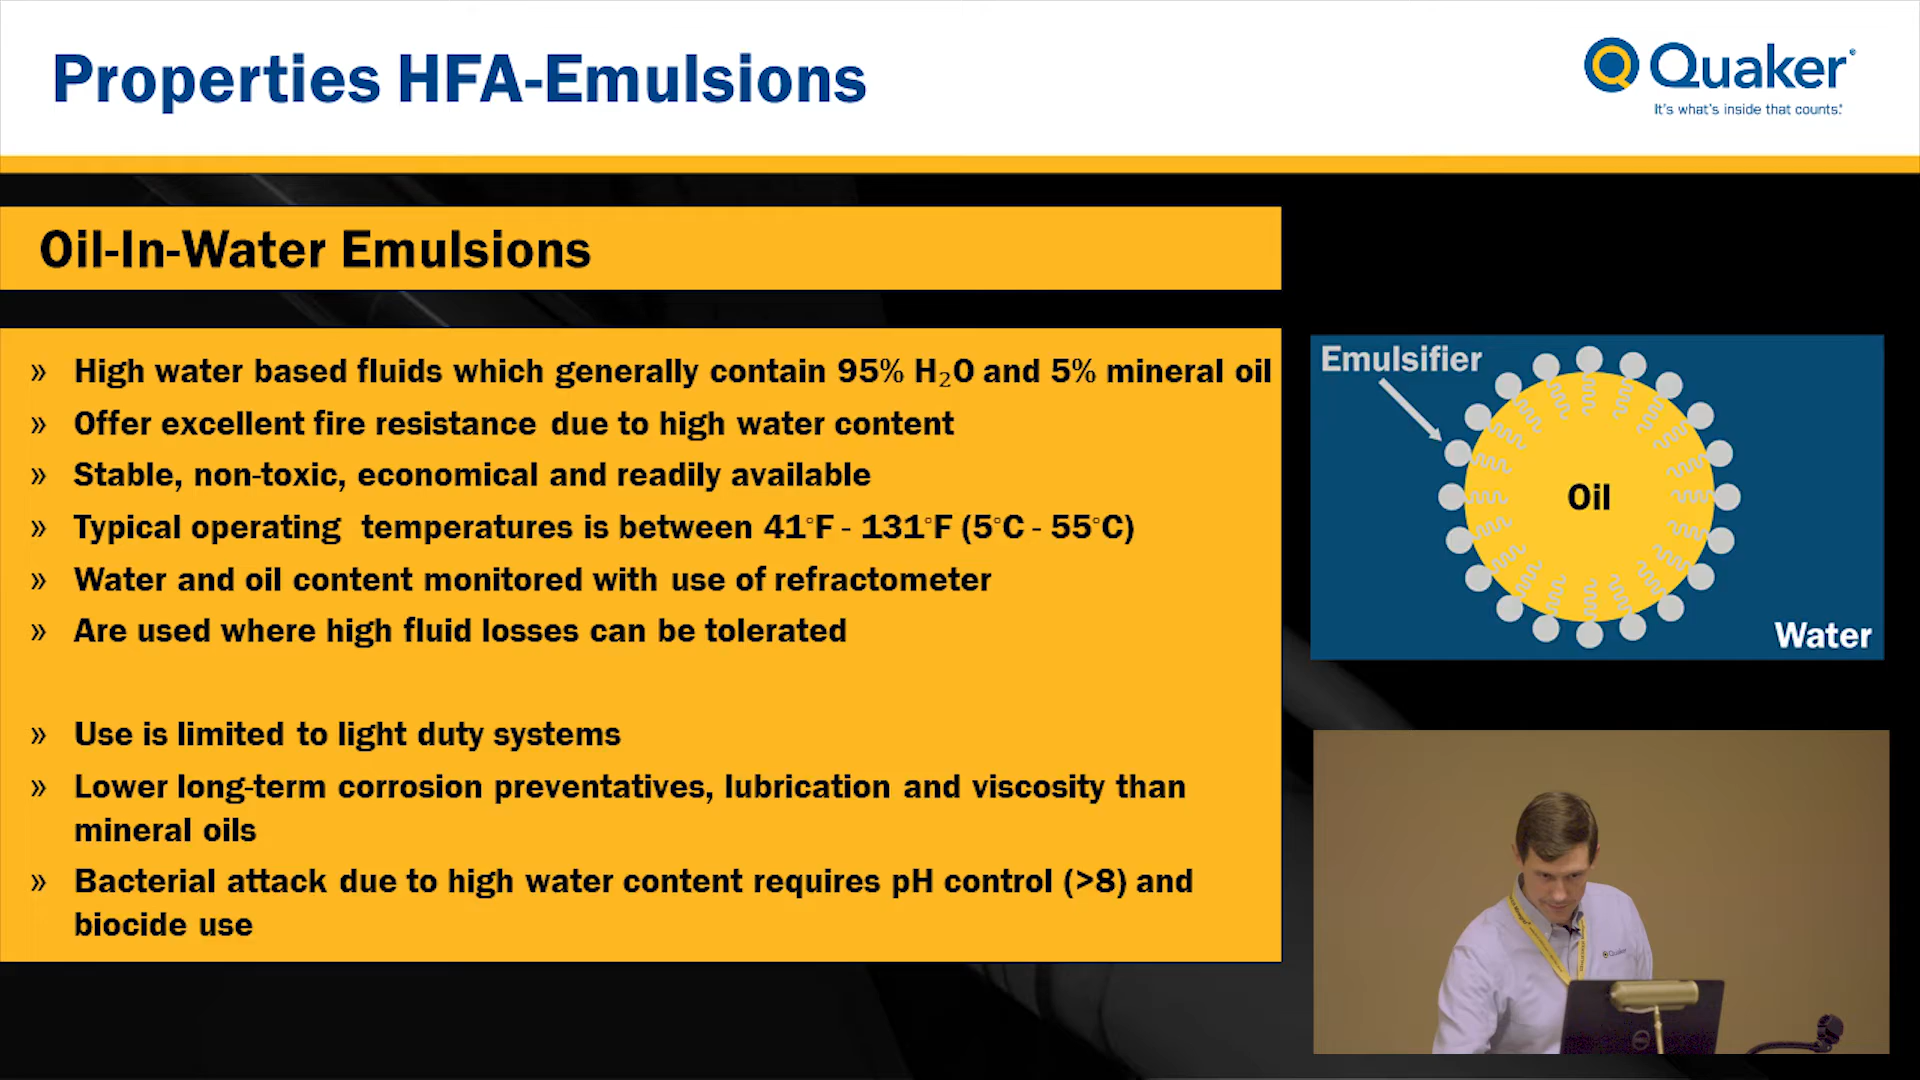 Properties HFA-Emulsions
Quaker®
It's what's inside that counts.®
Oil-In-Water Emulsions
» High water based fluids which generally contain 95% H₂O and 5% mineral oil
» Offer excellent fire resistance due to high water content
» Stable, non-toxic, economical and readily available
» Typical operating temperatures is between 41°F - 131°F (5°C - 55°C)
» Water and oil content monitored with use of refractometer
» Are used where high fluid losses can be tolerated
» Use is limited to light duty systems
» Lower long-term corrosion preventatives, lubrication and viscosity than
mineral oils
» Bacterial attack due to high water content requires pH control (>8) and
biocide use
Emulsifier
Oil
Water
Quaker